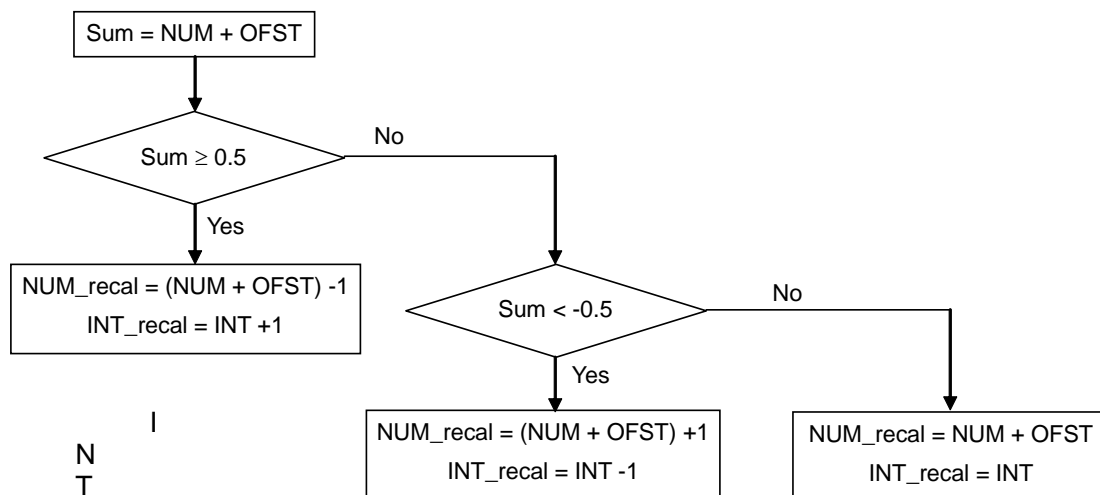 Sum = NUM + OFST
Sum ≥ 0.5
No
Yes
NUM_recal = (NUM + OFST) -1
INT_recal = INT +1
Sum < -0.5
No
Yes
NUM_recal = (NUM + OFST) +1
INT_recal = INT -1
NUM_recal = NUM + OFST
INT_recal = INT
I
N
T